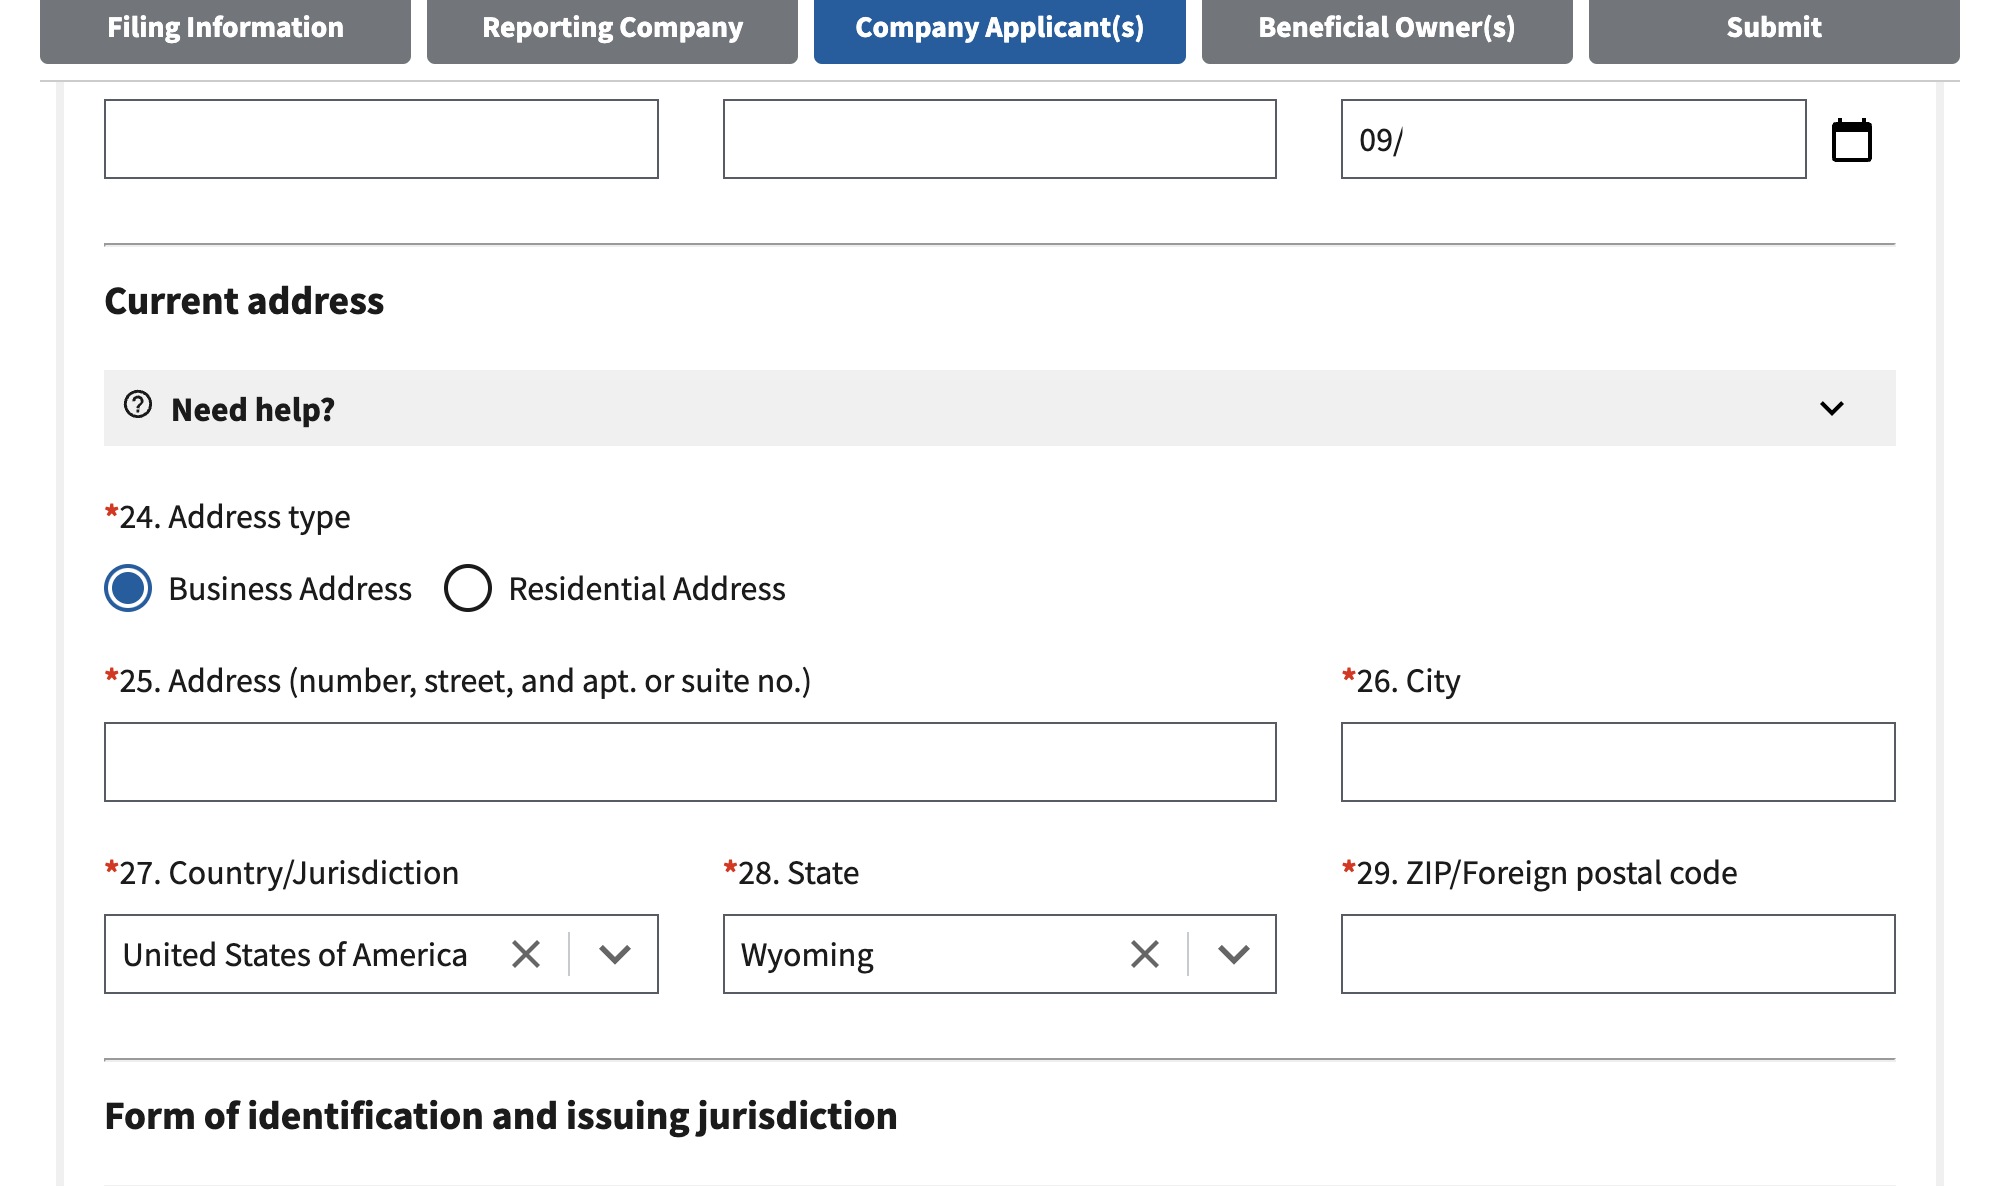 Filing Information
Reporting Company
Company Applicant(s)
Beneficial Owner(s)
Submit
09/
Current address
Need help?
*24. Address type
Business Address
Residential Address
*25. Address (number, street, and apt. or suite no.)
*26. City
*27. Country/Jurisdiction
*28. State
*29. ZIP/Foreign postal code
United States of America
Wyoming
Form of identification and issuing jurisdiction